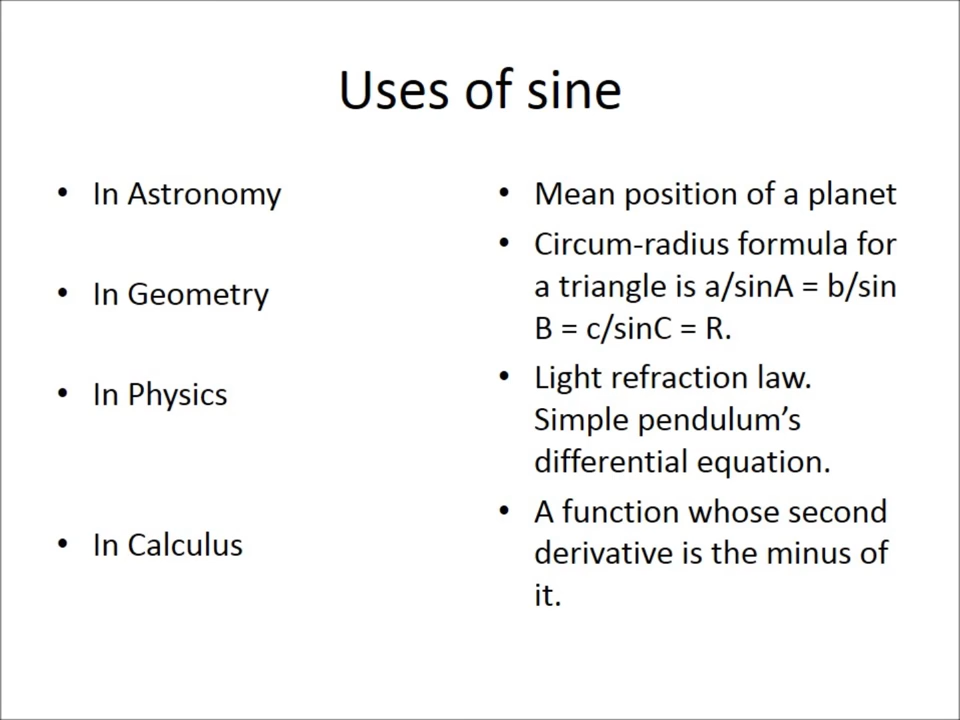 Uses of sine
• In Astronomy
• In Geometry
• In Physics
• In Calculus
• Mean position of a planet
• Circum-radius formula for
a triangle is a/sinA = b/sin
B = c/sinC = R.
• Light refraction law.
Simple pendulum’s
differential equation.
• A function whose second
derivative is the minus of
it.